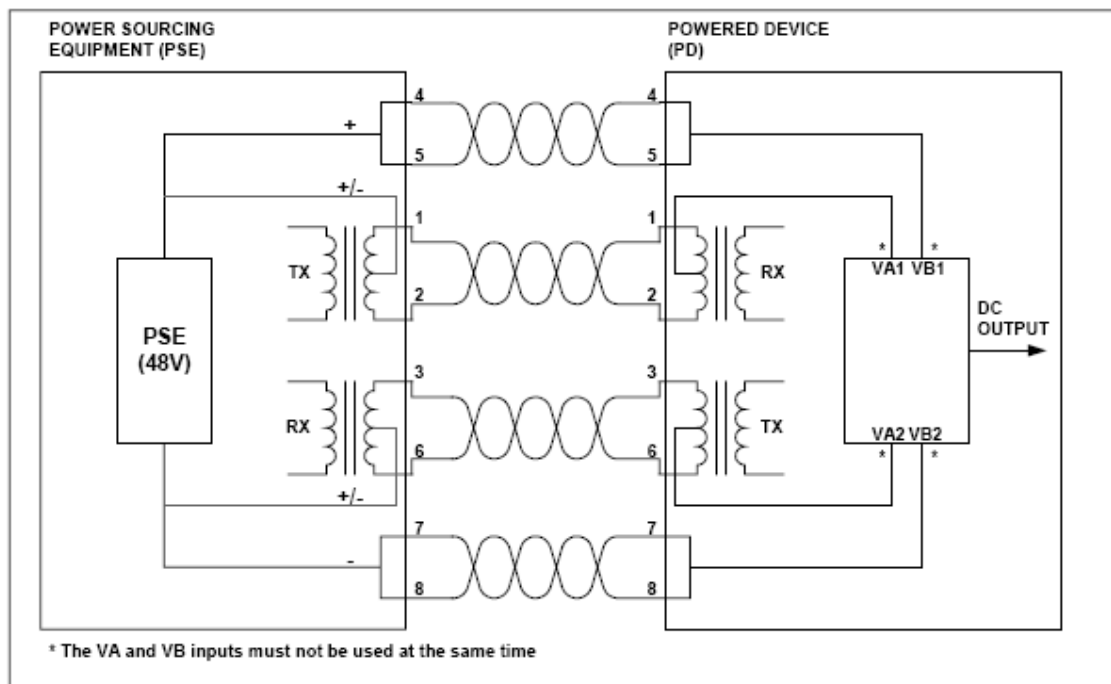 POWER SOURCING
EQUIPMENT (PSE)
POWERED DEVICE
(PD)
4
4
+
5
5
+/-
1
1
* *
TX
RX
VA1 VB1
2
2
DC
OUTPUT
PSE
(48V)
3
3
RX
TX
VA2 VB2
6
6
* *
+/-
7
7
-
8
8
* The VA and VB inputs must not be used at the same time